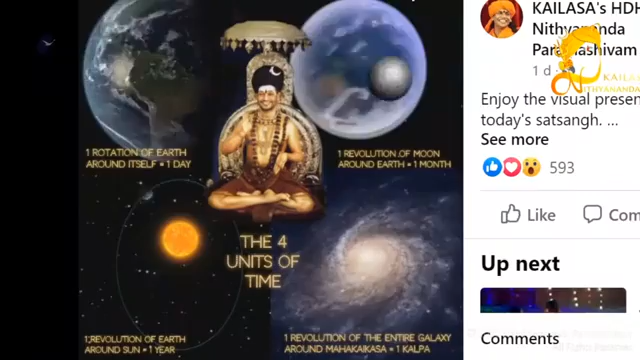 KAILASA's HDH
Nithyananda
Paramashivam
1 d
KAILASA
NITHYANANDA
Enjoy the visual presen
today's satsangh. ...
See more
593
Like
Com
Up next
Comments
1 ROTATION OF EARTH
AROUND ITSELF = 1 DAY
1 REVOLUTION OF MOON
AROUND EARTH = 1 MONTH
THE 4
UNITS OF
TIME
1 REVOLUTION OF EARTH
AROUND SUN = 1 YEAR
1 REVOLUTION OF THE ENTIRE GALAXY
AROUND MAHAKAIKASA = 1 KALPA